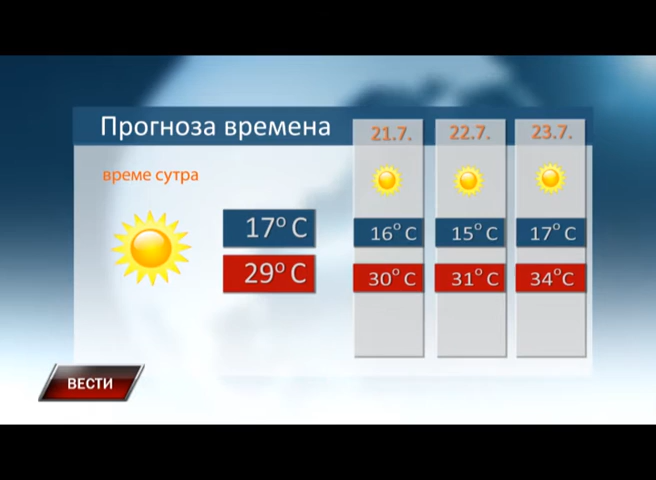 Прогноза времена
време сутра
17° C
29° C
21.7.
16° C
30° C
22.7.
15° C
31° C
23.7.
17° C
34° C
ВЕСТИ